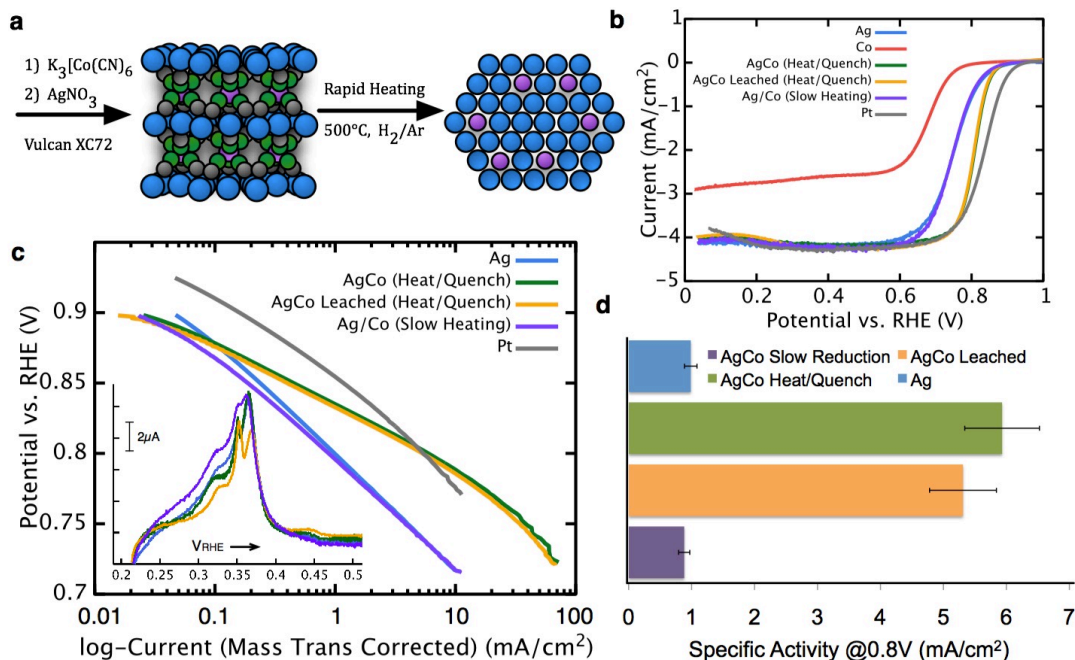 a
1) K3[Co(CN)6
2) AgNO3
Vulcan XC72
Rapid Heating
500°C, H2/Ar
b
Ag
Co
AgCo (Heat/Quench)
AgCo Leached (Heat/Quench)
Ag/Co (Slow Heating)
Pt
Current (mA/cm2)
0
-1
-2
-3
-4
-5
0 0.2 0.4 0.6 0.8 1
Potential vs. RHE (V)
c
Ag
AgCo (Heat/Quench)
AgCo Leached (Heat/Quench)
Ag/Co (Slow Heating)
Pt
Potential vs. RHE (V)
0.9
0.85
0.8
0.75
0.7
2µA
VRHE
0.2 0.25 0.3 0.35 0.4 0.45 0.5
0.01 0.1 1 10 100
log-Current (Mass Trans Corrected) (mA/cm2)
d
AgCo Slow Reduction AgCo Leached
AgCo Heat/Quench Ag
0 1 2 3 4 5 6 7
Specific Activity @0.8V (mA/cm2)